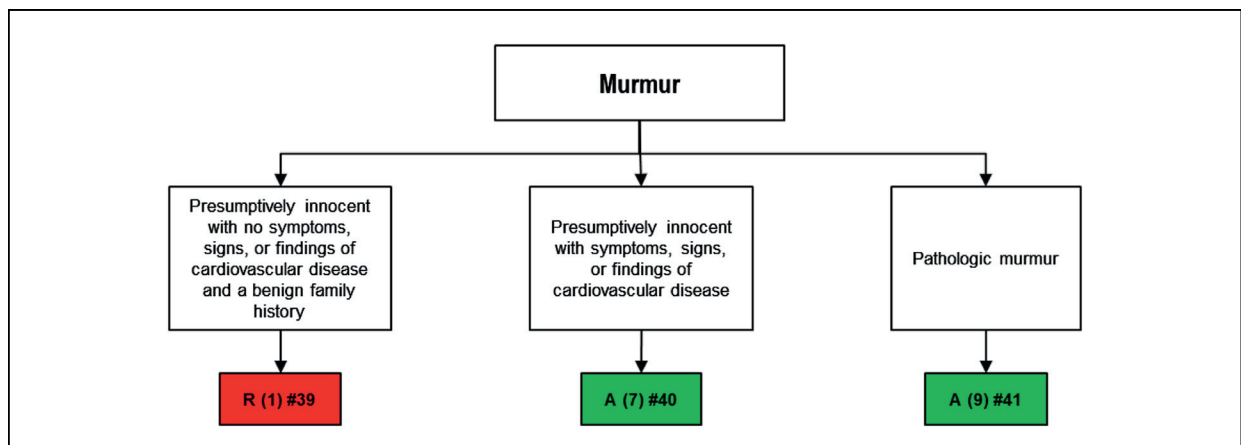 Murmur
Presumptively innocent
with no symptoms,
signs, or findings of
cardiovascular disease
and a benign family
history
Presumptively innocent
with symptoms, signs,
or findings of
cardiovascular disease
Pathologic murmur
R (1) #39
A (7) #40
A (9) #41